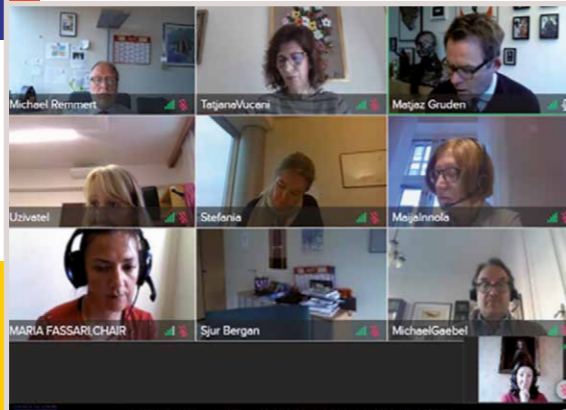 Michael Remmert
TatjanaVucani
Matjaz Gruden
Uzivatel
Stefania
MaijaInnola
MARIA FASSARI,CHAIR
Sjur Bergan
MichaelGaebel